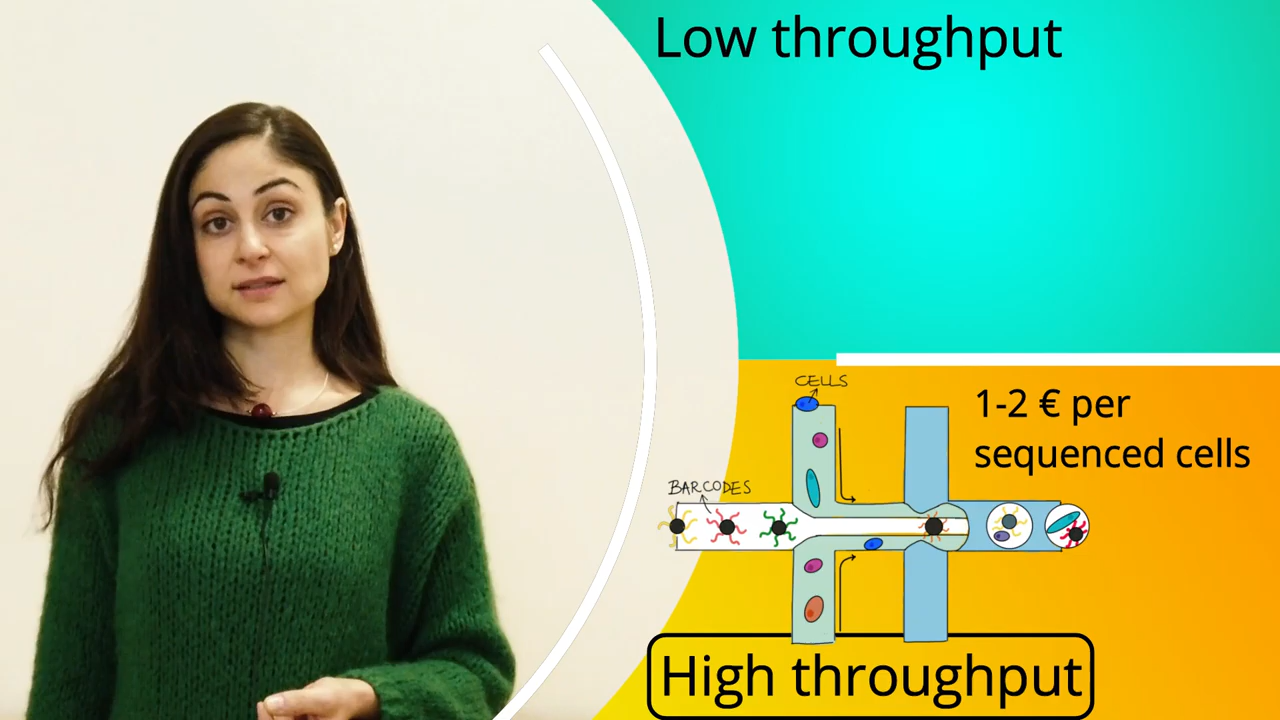 Low throughput
CELLS
1-2 € per
sequenced cells
BARCODES
High throughput